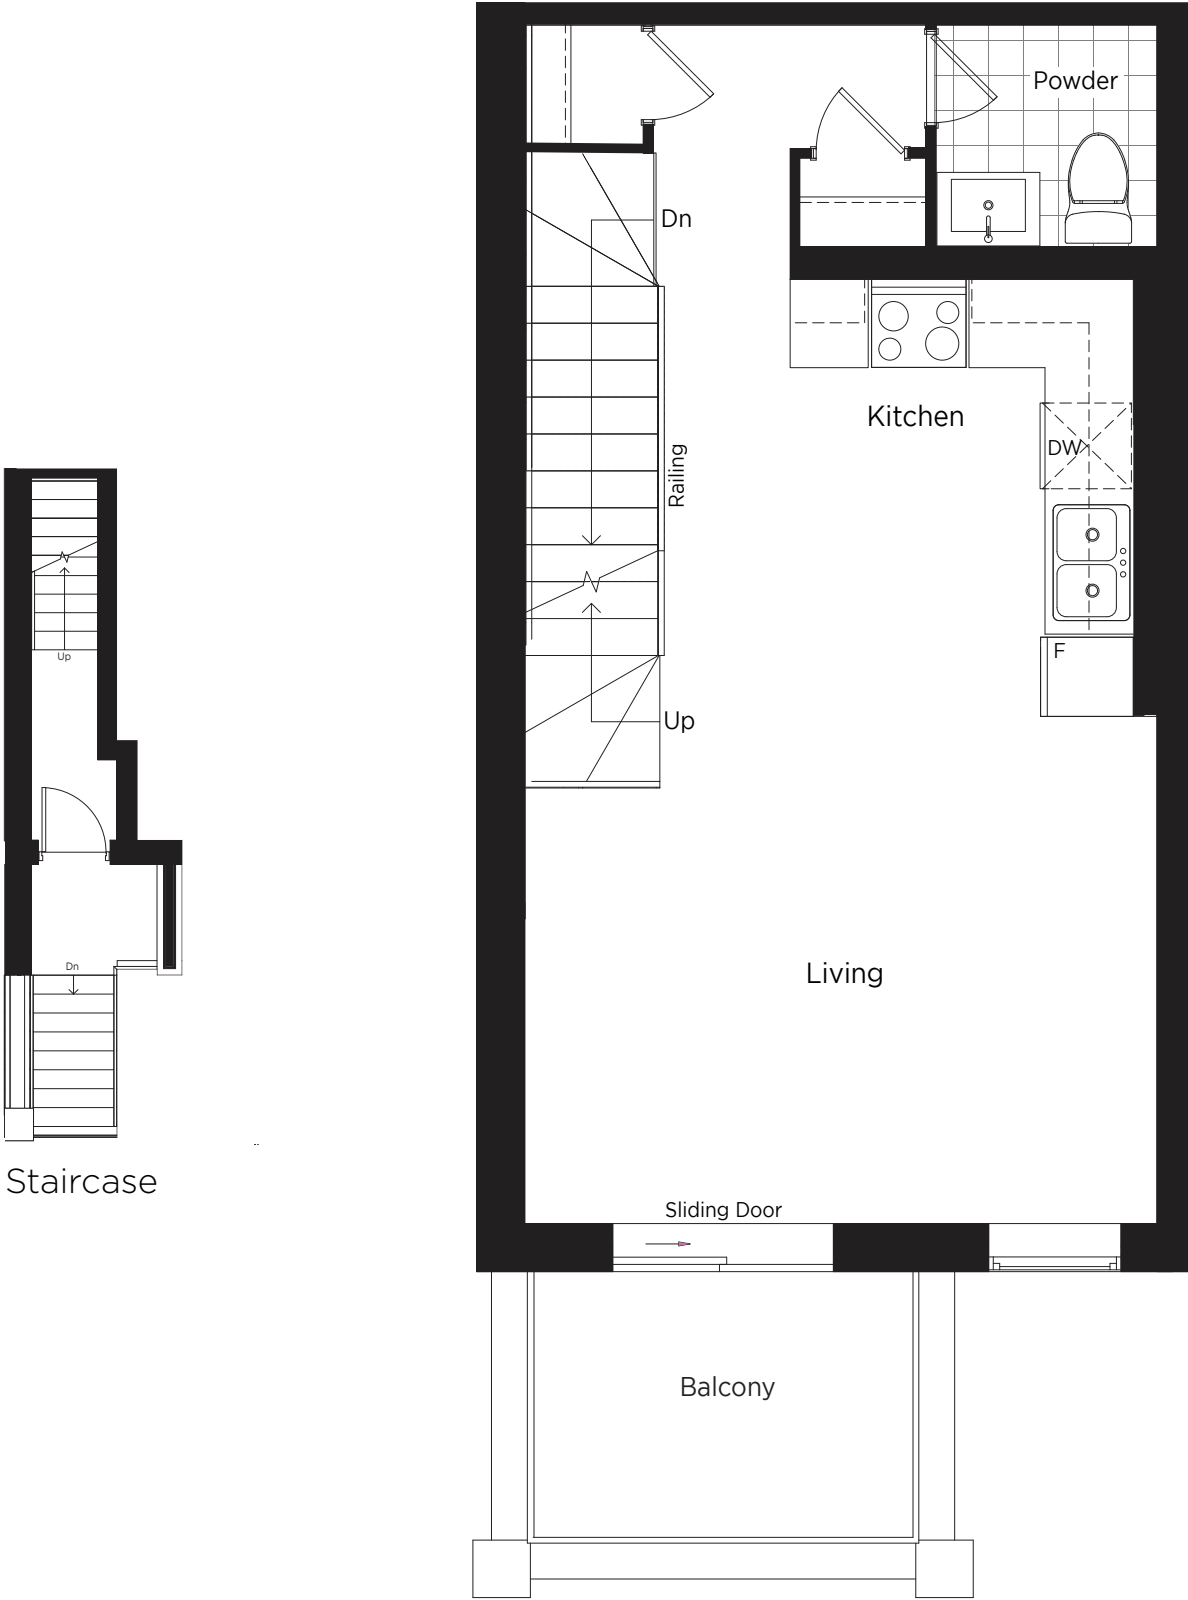 Powder
Dn
Kitchen
Railing
DW
F
Up
Up
Dn
Living
Staircase
Sliding Door
Balcony